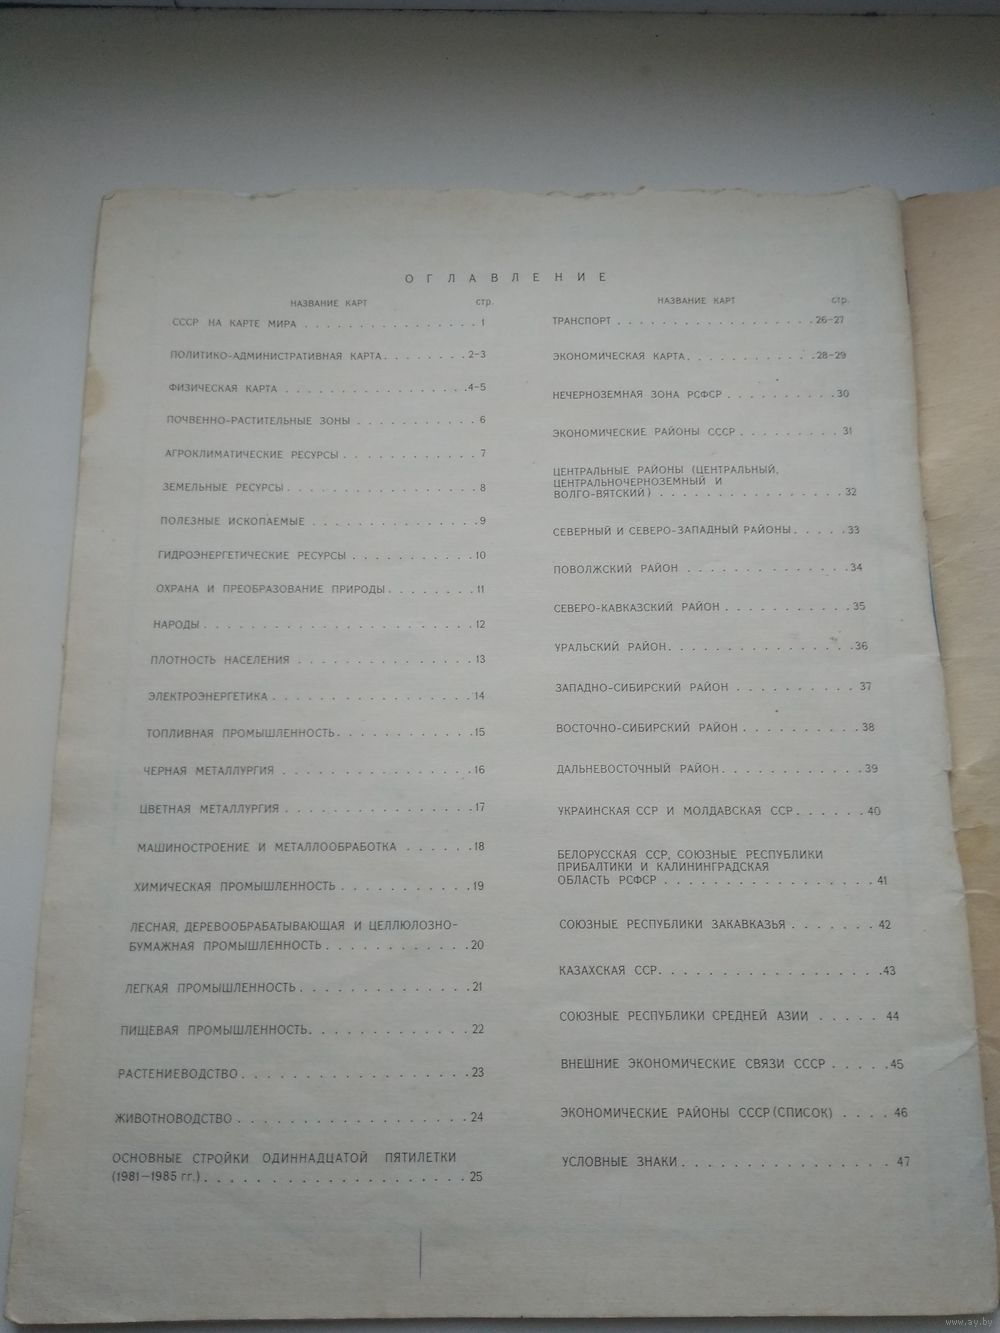 ОГЛАВЛЕНИЕ
НАЗВАНИЕ КАРТ стр.
СССР НА КАРТЕ МИРА . . . . . . . . . . . . . . . . 1
ПОЛИТИКО-АДМИНИСТРАТИВНАЯ КАРТА . . . . . . . . 2-3
ФИЗИЧЕСКАЯ КАРТА . . . . . . . . . . . . . . . . . 4-5
ПОЧВЕННО-РАСТИТЕЛЬНЫЕ ЗОНЫ . . . . . . . . . . . 6
АГРОКЛИМАТИЧЕСКИЕ РЕСУРСЫ . . . . . . . . . . . . 7
ЗЕМЕЛЬНЫЕ РЕСУРСЫ . . . . . . . . . . . . . . . . . 8
ПОЛЕЗНЫЕ ИСКОПАЕМЫЕ . . . . . . . . . . . . . . . 9
ГИДРОЭНЕРГЕТИЧЕСКИЕ РЕСУРСЫ . . . . . . . . . . . 10
ОХРАНА И ПРЕОБРАЗОВАНИЕ ПРИРОДЫ . . . . . . . . 11
НАРОДЫ . . . . . . . . . . . . . . . . . . . . . . . 12
ПЛОТНОСТЬ НАСЕЛЕНИЯ . . . . . . . . . . . . . . . 13
ЭЛЕКТРОЭНЕРГЕТИКА . . . . . . . . . . . . . . . . . 14
ТОПЛИВНАЯ ПРОМЫШЛЕННОСТЬ . . . . . . . . . . . . 15
ЧЕРНАЯ МЕТАЛЛУРГИЯ . . . . . . . . . . . . . . . . 16
ЦВЕТНАЯ МЕТАЛЛУРГИЯ . . . . . . . . . . . . . . . 17
МАШИНОСТРОЕНИЕ И МЕТАЛЛООБРАБОТКА . . . . . . 18
ХИМИЧЕСКАЯ ПРОМЫШЛЕННОСТЬ . . . . . . . . . . . 19
ЛЕСНАЯ, ДЕРЕВООБРАБАТЫВАЮЩАЯ И ЦЕЛЛЮЛОЗНО-
БУМАЖНАЯ ПРОМЫШЛЕННОСТЬ . . . . . . . . . . . . 20
ЛЕГКАЯ ПРОМЫШЛЕННОСТЬ . . . . . . . . . . . . . . 21
ПИЩЕВАЯ ПРОМЫШЛЕННОСТЬ . . . . . . . . . . . . . 22
РАСТЕНИЕВОДСТВО . . . . . . . . . . . . . . . . . . 23
ЖИВОТНОВОДСТВО . . . . . . . . . . . . . . . . . . 24
ОСНОВНЫЕ СТРОЙКИ ОДИННАДЦАТОЙ ПЯТИЛЕТКИ
(1981—1985 гг.) . . . . . . . . . . . . . . . . . . . . 25
НАЗВАНИЕ КАРТ стр.
ТРАНСПОРТ . . . . . . . . . . . . . . . . . . 26-27
ЭКОНОМИЧЕСКАЯ КАРТА . . . . . . . . . . . . 28-29
НЕЧЕРНОЗЕМНАЯ ЗОНА РСФСР . . . . . . . . . . 30
ЭКОНОМИЧЕСКИЕ РАЙОНЫ СССР . . . . . . . . . 31
ЦЕНТРАЛЬНЫЕ РАЙОНЫ (ЦЕНТРАЛЬНЫЙ,
ЦЕНТРАЛЬНОЧЕРНОЗЕМНЫЙ И
ВОЛГО-ВЯТСКИЙ) . . . . . . . . . . . . . . . 32
СЕВЕРНЫЙ И СЕВЕРО-ЗАПАДНЫЙ РАЙОНЫ . . . . . 33
ПОВОЛЖСКИЙ РАЙОН . . . . . . . . . . . . . . 34
СЕВЕРО-КАВКАЗСКИЙ РАЙОН . . . . . . . . . . . 35
УРАЛЬСКИЙ РАЙОН . . . . . . . . . . . . . . . 36
ЗАПАДНО-СИБИРСКИЙ РАЙОН . . . . . . . . . . 37
ВОСТОЧНО-СИБИРСКИЙ РАЙОН . . . . . . . . . . 38
ДАЛЬНЕВОСТОЧНЫЙ РАЙОН . . . . . . . . . . . . 39
УКРАИНСКАЯ ССР И МОЛДАВСКАЯ ССР . . . . . . 40
БЕЛОРУССКАЯ ССР, СОЮЗНЫЕ РЕСПУБЛИКИ
ПРИБАЛТИКИ И КАЛИНИНГРАДСКАЯ
ОБЛАСТЬ РСФСР . . . . . . . . . . . . . . . . . 41
СОЮЗНЫЕ РЕСПУБЛИКИ ЗАКАВКАЗЬЯ . . . . . . . 42
КАЗАХСКАЯ ССР . . . . . . . . . . . . . . . . . 43
СОЮЗНЫЕ РЕСПУБЛИКИ СРЕДНЕЙ АЗИИ . . . . . 44
ВНЕШНИЕ ЭКОНОМИЧЕСКИЕ СВЯЗИ СССР . . . . . 45
ЭКОНОМИЧЕСКИЕ РАЙОНЫ СССР (СПИСОК) . . . . 46
УСЛОВНЫЕ ЗНАКИ . . . . . . . . . . . . . . . . 47
www.ay.by